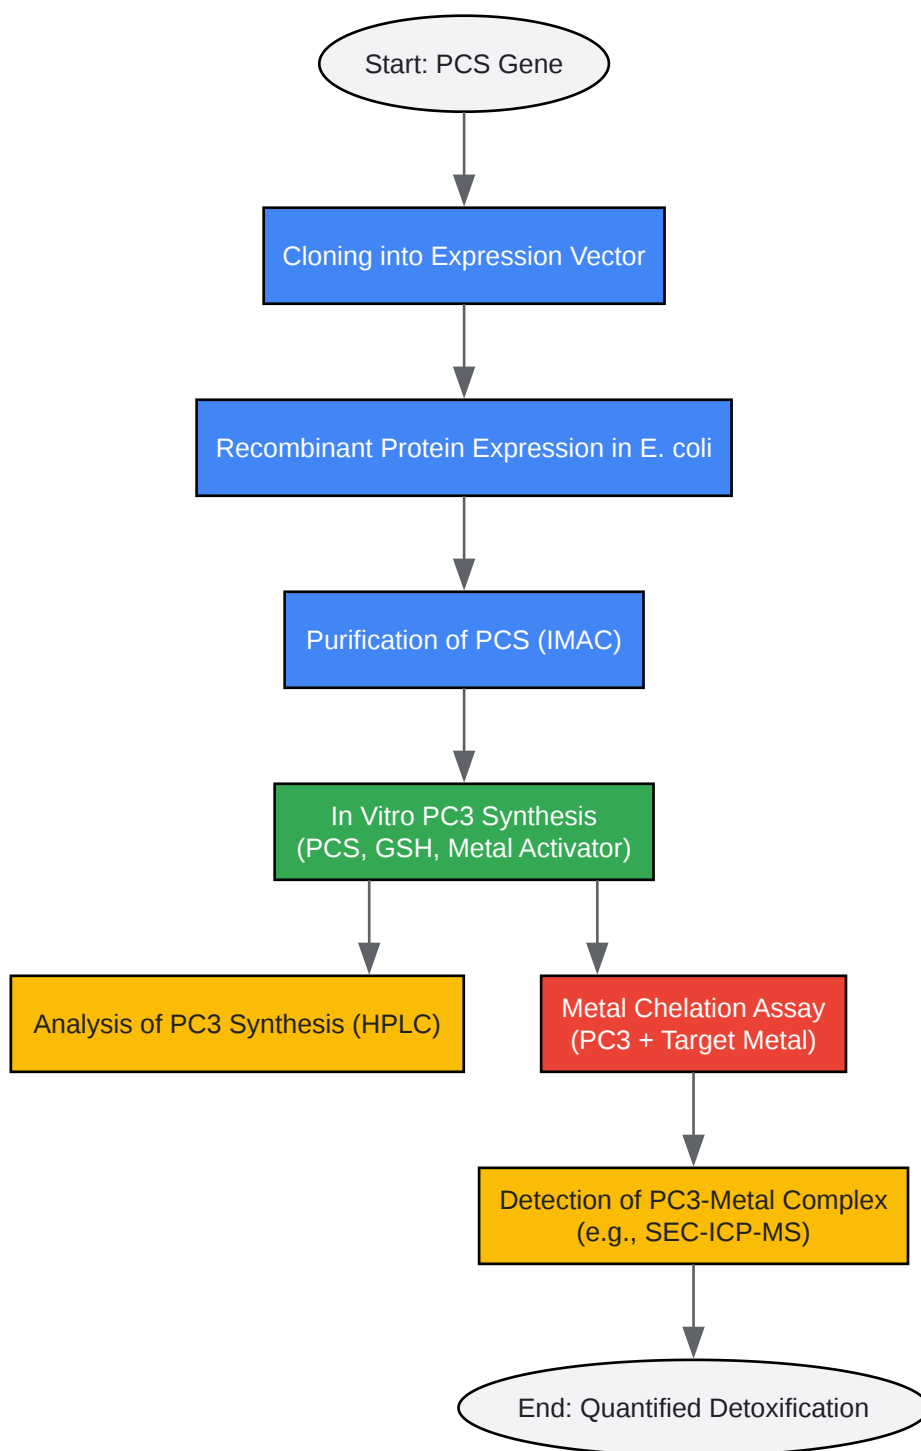 Start: PCS Gene
Cloning into Expression Vector
Recombinant Protein Expression in E. coli
Purification of PCS (IMAC)
In Vitro PC3 Synthesis
(PCS, GSH, Metal Activator)
Analysis of PC3 Synthesis (HPLC)
Metal Chelation Assay
(PC3 + Target Metal)
Detection of PC3-Metal Complex
(e.g., SEC-ICP-MS)
End: Quantified Detoxification